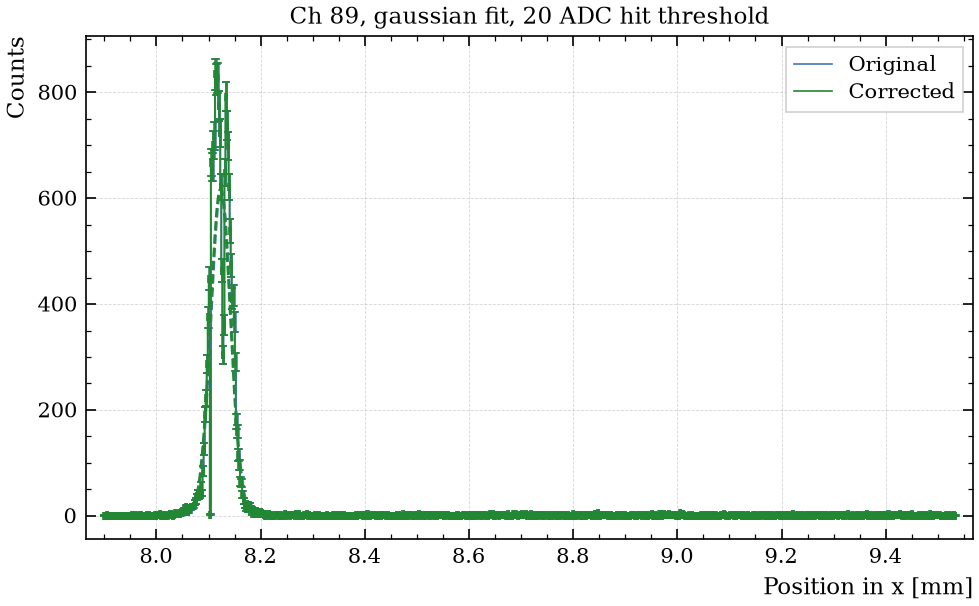 Ch 89, gaussian fit, 20 ADC hit threshold
Counts
Original
Corrected
800
600
400
200
0
8.0 8.2 8.4 8.6 8.8 9.0 9.2 9.4
Position in x [mm]